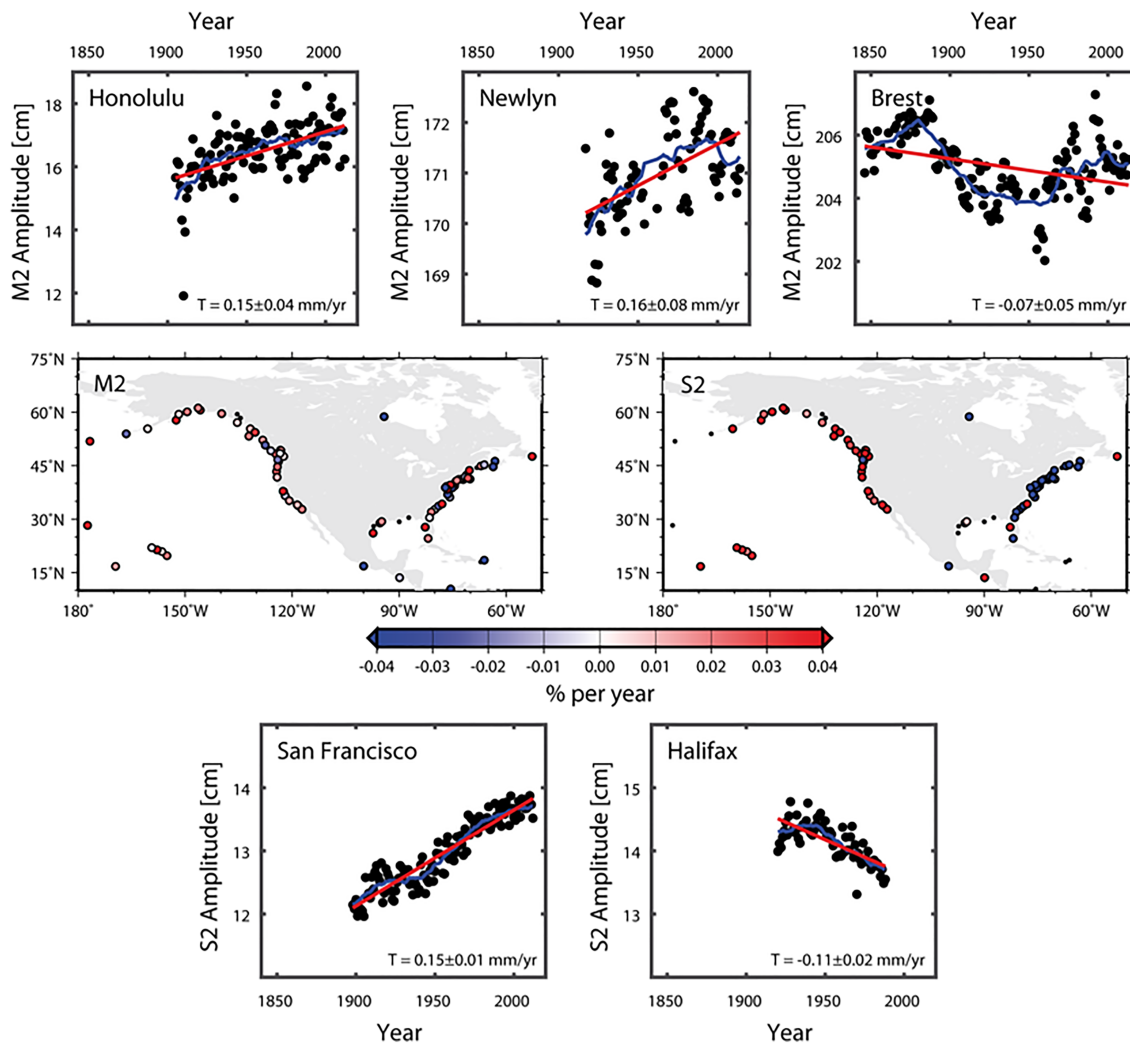 Year Year Year
1850 1900 1950 2000 1850 1900 1950 2000 1850 1900 1950 2000
Honolulu Newlyn Brest
M2 Amplitude [cm] M2 Amplitude [cm] M2 Amplitude [cm]
18 172 206
16 171 204
14 170 202
12 169
T = 0.15±0.04 mm/yr T = 0.16±0.08 mm/yr T = -0.07±0.05 mm/yr
75°N 75°N
M2 S2
60°N 60°N
45°N 45°N
30°N 30°N
15°N 15°N
180° 150°W 120°W 90°W 60°W 180° 150°W 120°W 90°W 60°W
-0.04 -0.03 -0.02 -0.01 0.00 0.01 0.02 0.03 0.04
% per year
San Francisco Halifax
S2 Amplitude [cm] S2 Amplitude [cm]
14 15
13 14
12 13
T = 0.15±0.01 mm/yr T = -0.11±0.02 mm/yr
1850 1900 1950 2000 1850 1900 1950 2000
Year Year